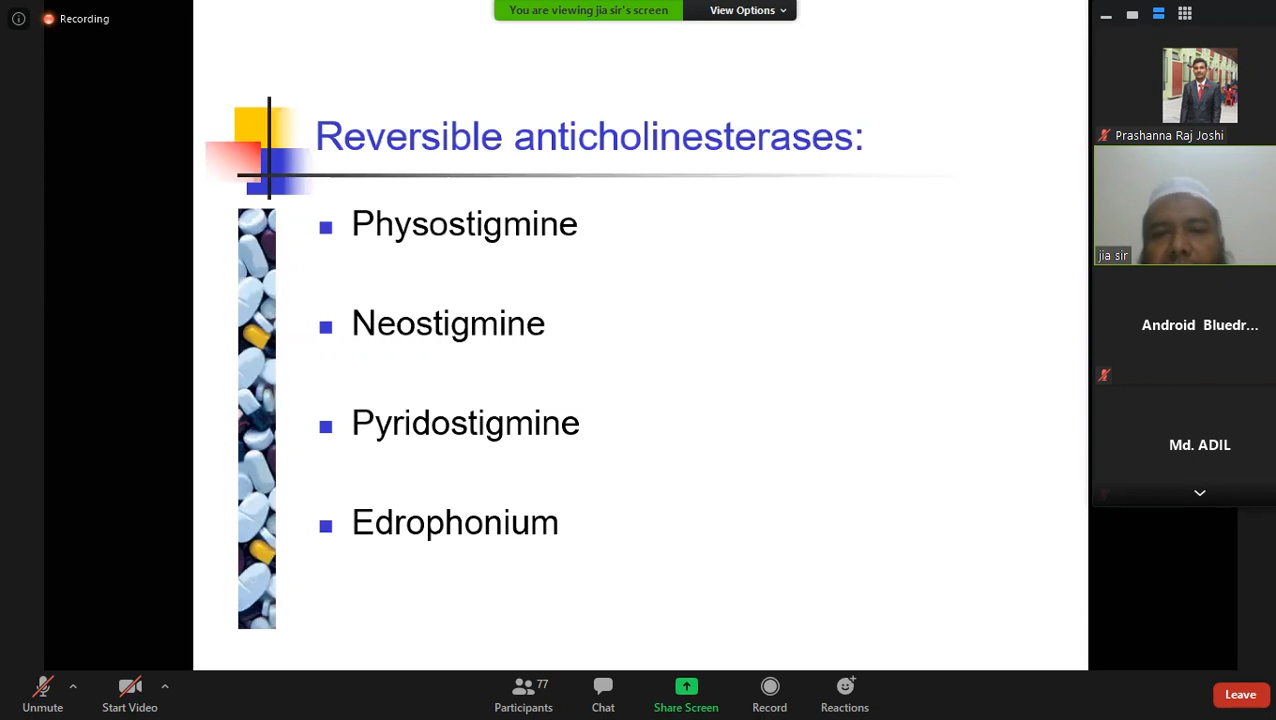 Recording
You are viewing jia sir's screen
View Options
Reversible anticholinesterases:
Physostigmine
Neostigmine
Pyridostigmine
Edrophonium
Prashanna Raj Joshi
jia sir
Android Bluedr...
Md. ADIL
Unmute
Start Video
77
Participants
Chat
Share Screen
Record
Reactions
Leave